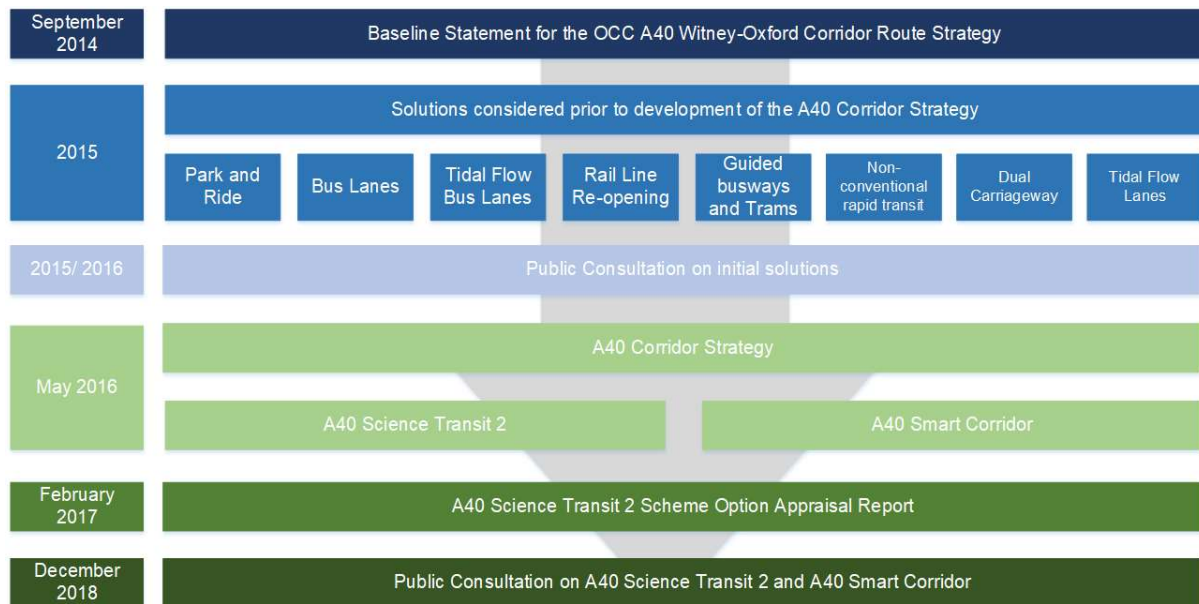 September
2014
Baseline Statement for the OCC A40 Witney-Oxford Corridor Route Strategy
2015
Solutions considered prior to development of the A40 Corridor Strategy
Park and
Ride
Bus Lanes
Tidal Flow
Bus Lanes
Rail Line
Re-opening
Guided
busways
and Trams
Non-
conventional
rapid transit
Dual
Carriageway
Tidal Flow
Lanes
2015/ 2016
Public Consultation on initial solutions
May 2016
A40 Corridor Strategy
A40 Science Transit 2
A40 Smart Corridor
February
2017
A40 Science Transit 2 Scheme Option Appraisal Report
December
2018
Public Consultation on A40 Science Transit 2 and A40 Smart Corridor